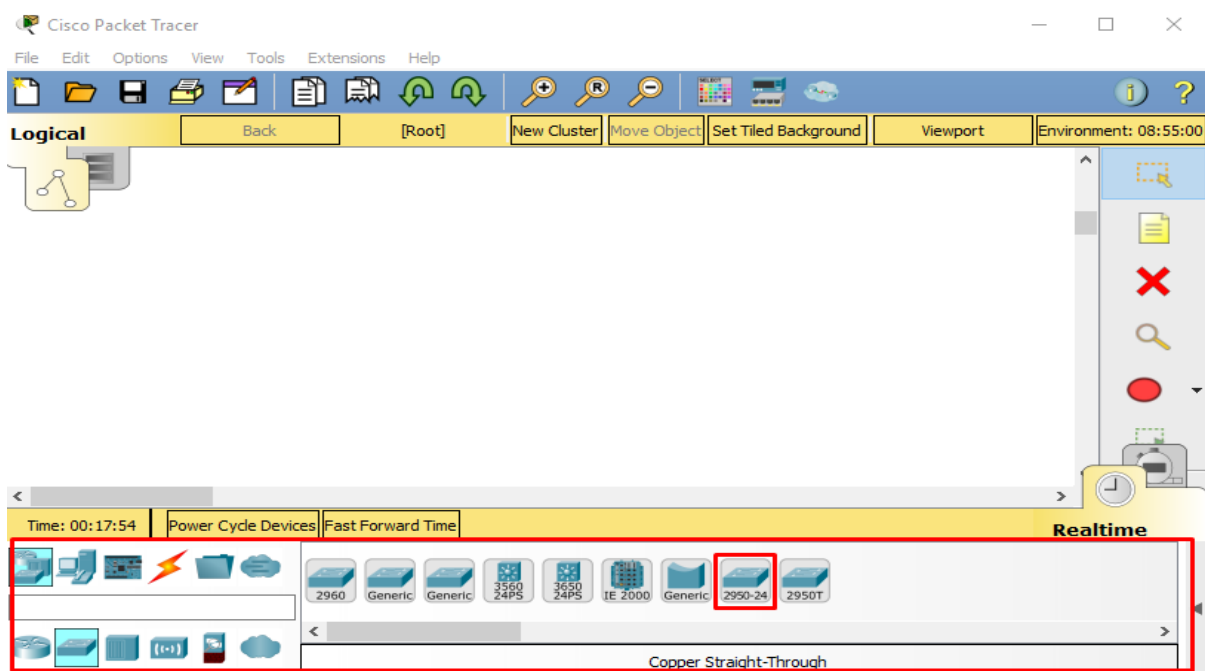 Cisco Packet Tracer
File Edit Options View Tools Extensions Help
Logical Back [Root] New Cluster Move Object Set Tiled Background Viewport Environment: 08:55:00
Time: 00:17:54 Power Cycle Devices Fast Forward Time Realtime
2960 Generic Generic 3560 24PS 3650 24PS IE 2000 Generic 2950-24 2950T
Copper Straight-Through